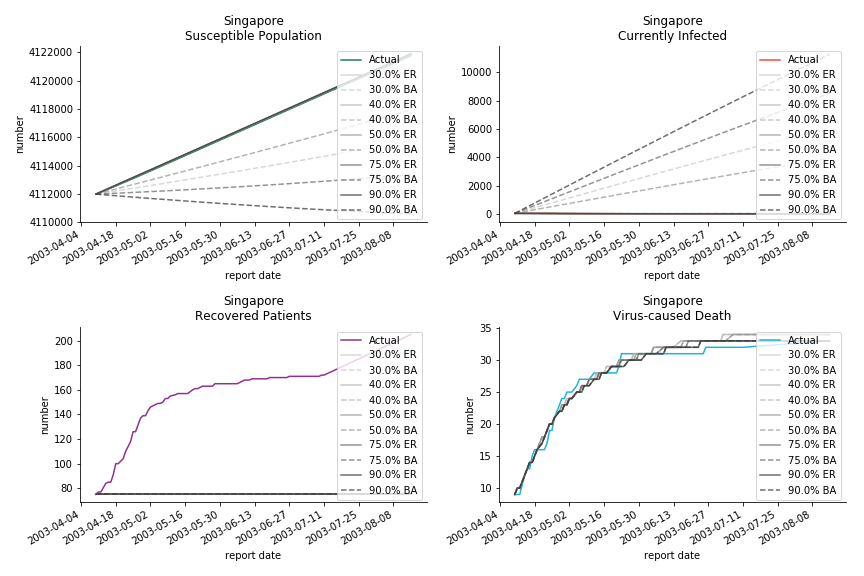 Singapore
Susceptible Population
number
4122000
4120000
4118000
4116000
4114000
4112000
4110000
Actual
30.0% ER
30.0% BA
40.0% ER
40.0% BA
50.0% ER
50.0% BA
75.0% ER
75.0% BA
90.0% ER
90.0% BA
2003-04-04
2003-04-18
2003-05-02
2003-05-16
2003-05-30
2003-06-13
2003-06-27
2003-07-11
2003-07-25
2003-08-08
report date
Singapore
Currently Infected
number
10000
8000
6000
4000
2000
0
Actual
30.0% ER
30.0% BA
40.0% ER
40.0% BA
50.0% ER
50.0% BA
75.0% ER
75.0% BA
90.0% ER
90.0% BA
2003-04-04
2003-04-18
2003-05-02
2003-05-16
2003-05-30
2003-06-13
2003-06-27
2003-07-11
2003-07-25
2003-08-08
report date
Singapore
Recovered Patients
number
200
180
160
140
120
100
80
Actual
30.0% ER
30.0% BA
40.0% ER
40.0% BA
50.0% ER
50.0% BA
75.0% ER
75.0% BA
90.0% ER
90.0% BA
2003-04-04
2003-04-18
2003-05-02
2003-05-16
2003-05-30
2003-06-13
2003-06-27
2003-07-11
2003-07-25
2003-08-08
report date
Singapore
Virus-caused Death
number
35
30
25
20
15
10
Actual
30.0% ER
30.0% BA
40.0% ER
40.0% BA
50.0% ER
50.0% BA
75.0% ER
75.0% BA
90.0% ER
90.0% BA
2003-04-04
2003-04-18
2003-05-02
2003-05-16
2003-05-30
2003-06-13
2003-06-27
2003-07-11
2003-07-25
2003-08-08
report date